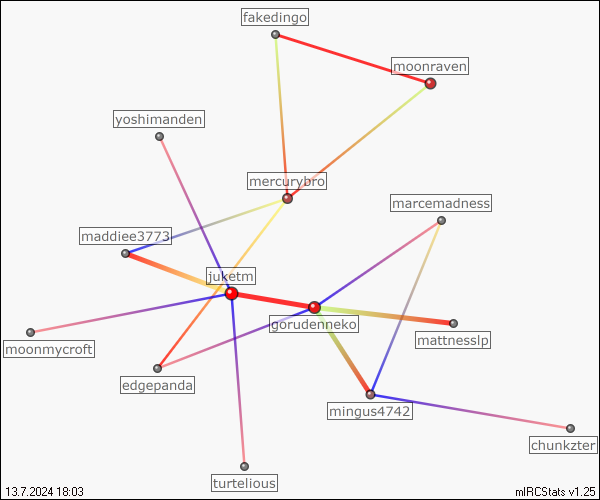 fakedingo
moonraven
yoshimanden
mercurybro
marcemadness
maddiee3773
juketm
gorudenneko
mattnesslp
moonmycroft
edgepanda
mingus4742
chunkzter
turtelious
13.7.2024 18:03
mIRCStats v1.25